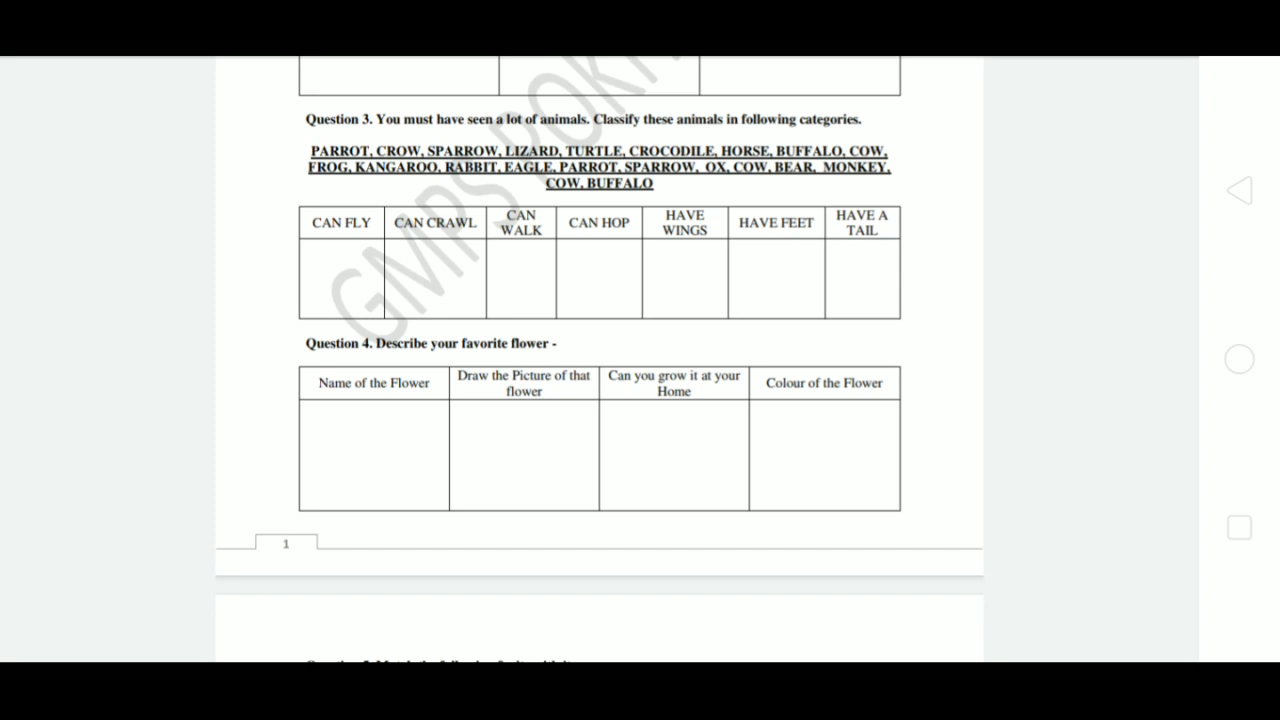 Question 3. You must have seen a lot of animals. Classify these animals in following categories.
PARROT, CROW, SPARROW, LIZARD, TURTLE, CROCODILE, HORSE, BUFFALO, COW,
FROG, KANGAROO, RABBIT, EAGLE, PARROT, SPARROW, OX, COW, BEAR, MONKEY,
COW, BUFFALO
CAN FLY
CAN CRAWL
CAN
WALK
CAN HOP
HAVE
WINGS
HAVE FEET
HAVE A
TAIL
GMPS
Question 4. Describe your favorite flower -
Name of the Flower
Draw the Picture of that
flower
Can you grow it at your
Home
Colour of the Flower
1